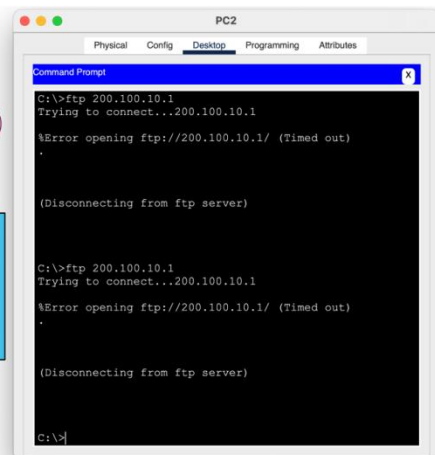 PC2
Physical Config Desktop Programming Attributes
Command Prompt
X
C:\>ftp 200.100.10.1
Trying to connect...200.100.10.1
%Error opening ftp://200.100.10.1/ (Timed out)
.
(Disconnecting from ftp server)
C:\>ftp 200.100.10.1
Trying to connect...200.100.10.1
%Error opening ftp://200.100.10.1/ (Timed out)
.
(Disconnecting from ftp server)
C:\>